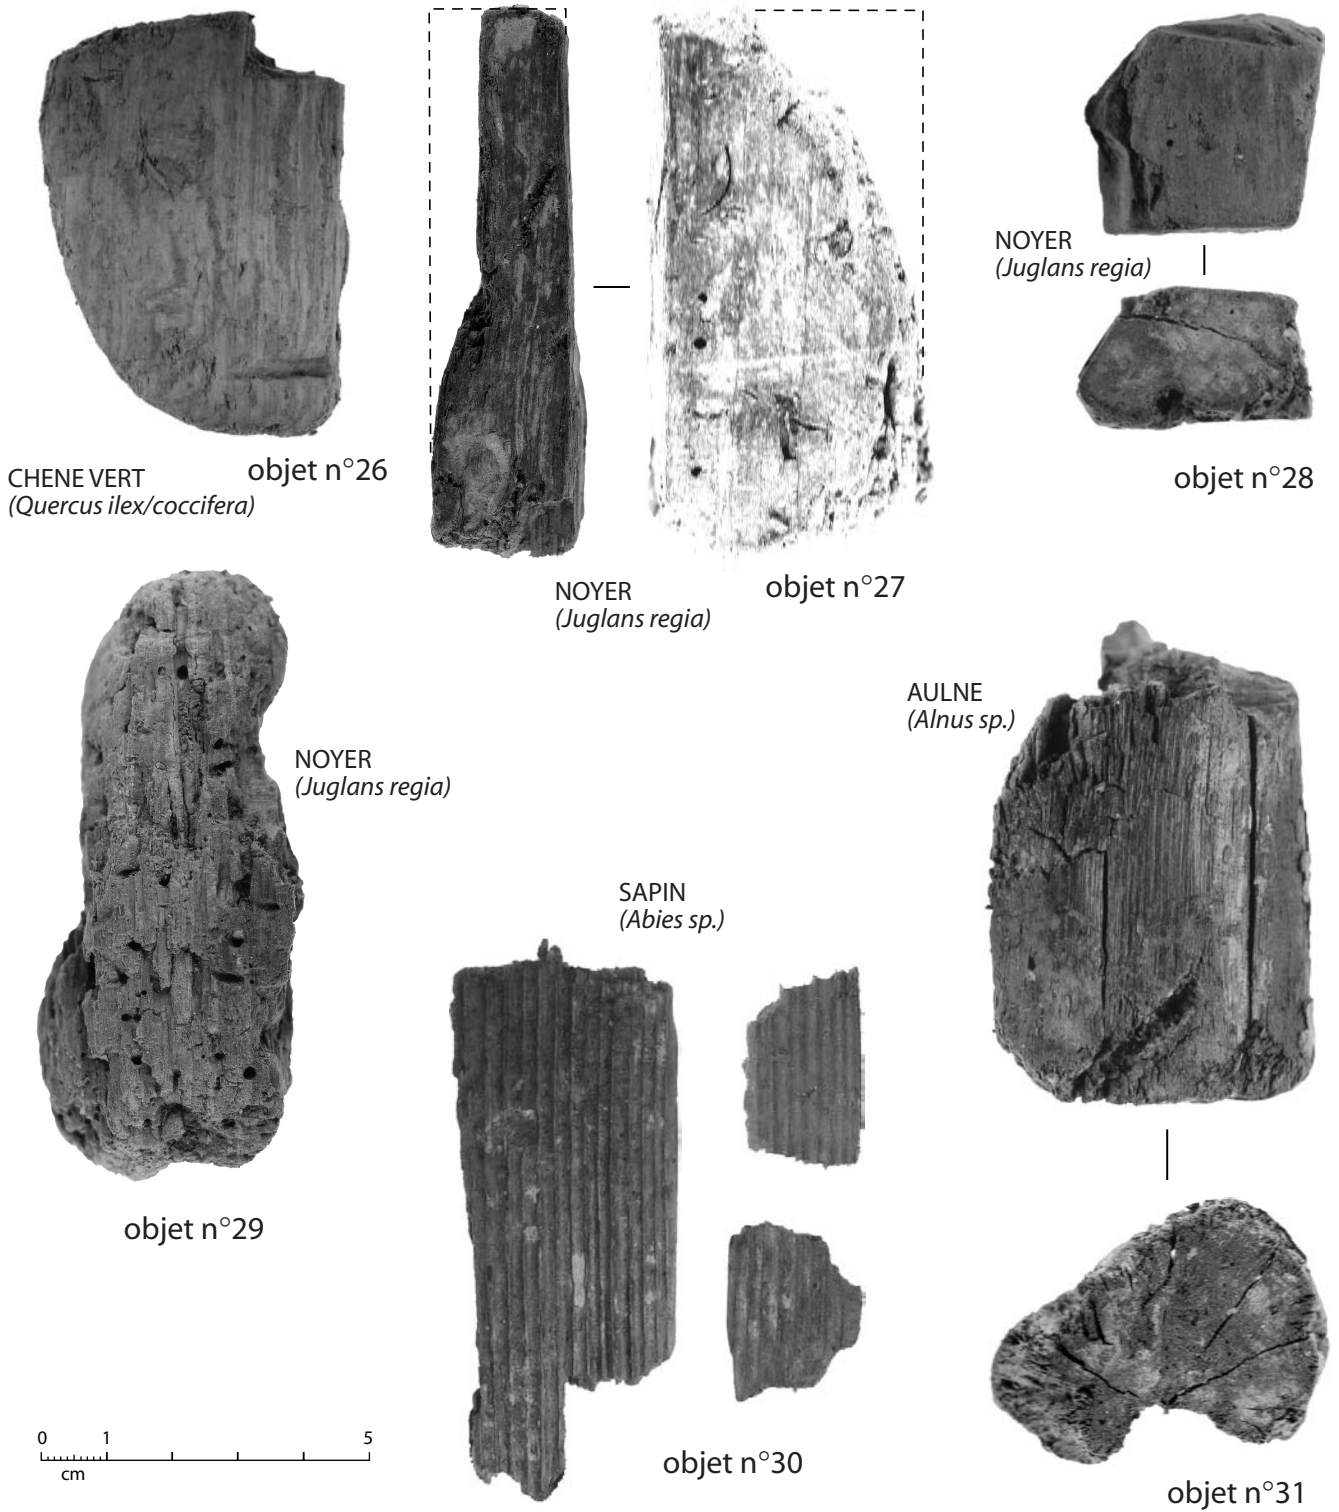 CHENE VERT
(Quercus ilex/coccifera)
objet n°26
NOYER
(Juglans regia)
objet n°27
NOYER
(Juglans regia)
objet n°28
NOYER
(Juglans regia)
objet n°29
SAPIN
(Abies sp.)
objet n°30
AULNE
(Alnus sp.)
objet n°31
0 1 5
cm